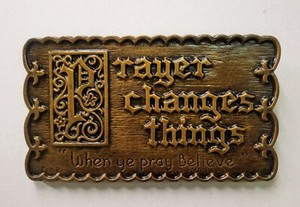 Prayer
changes
things
"When ye pray believe"